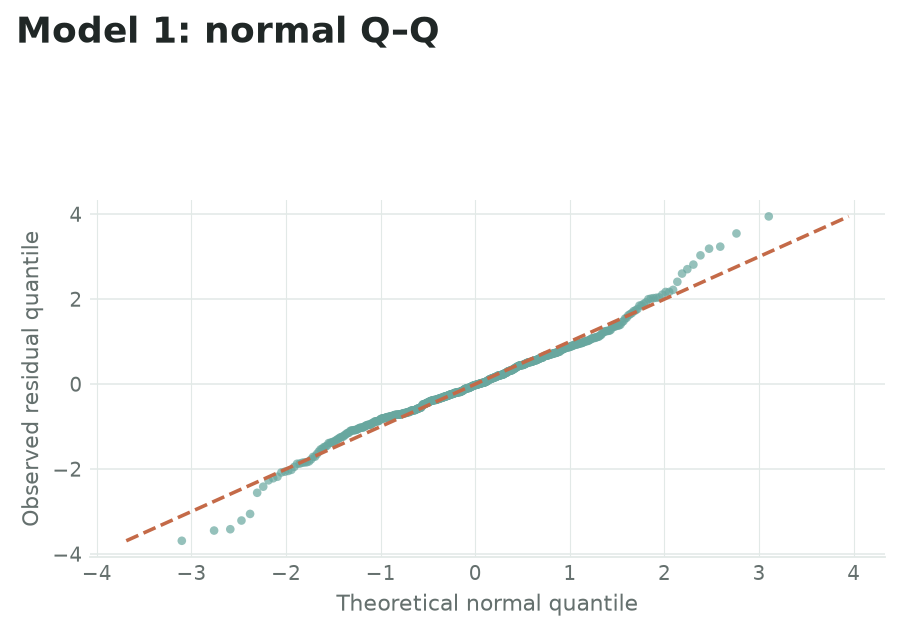 Model 1: normal Q–Q
Observed residual quantile
4
2
0
−2
−4
−4 −3 −2 −1 0 1 2 3 4
Theoretical normal quantile